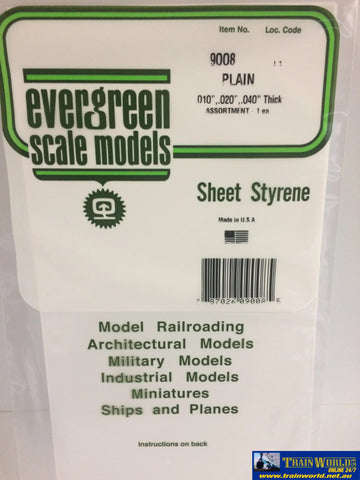 Item No. Loc. Code
9008
PLAIN
.010", .020", .040" Thick
ASSORTMENT 1 ea
evergreen
scale models
Sheet Styrene
Made in U.S.A
Model Railroading
Architectural Models
Military Models
Industrial Models
Miniatures
Ships and Planes
Instructions on back
TRAINWORLD
ONLINE 24/7
www.trainworld.net.au